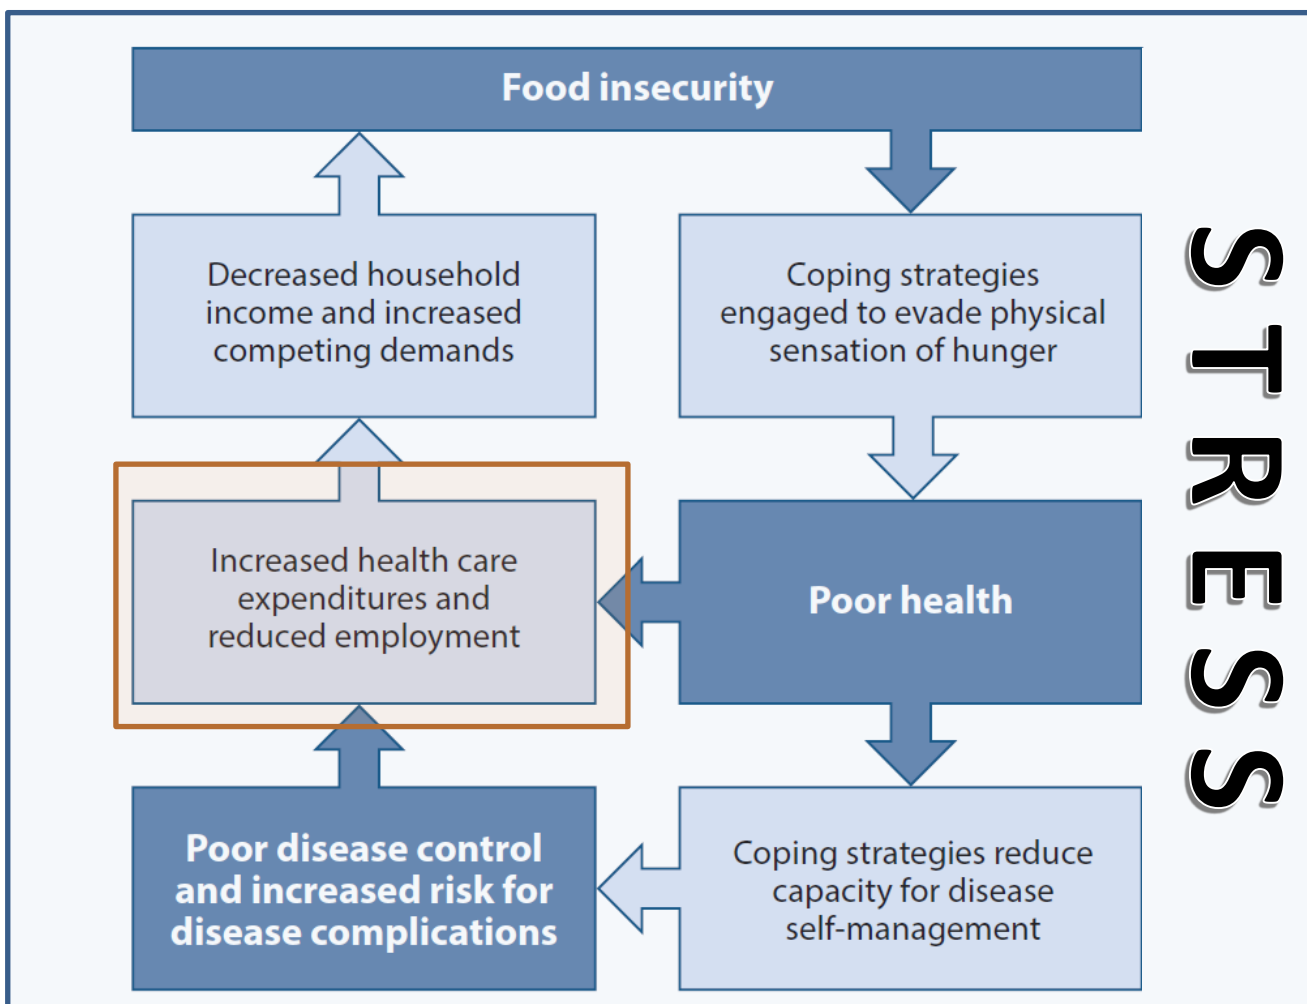 Food insecurity
Decreased household
income and increased
competing demands
Coping strategies
engaged to evade physical
sensation of hunger
Increased health care
expenditures and
reduced employment
Poor health
Poor disease control
and increased risk for
disease complications
Coping strategies reduce
capacity for disease
self-management
STRESS